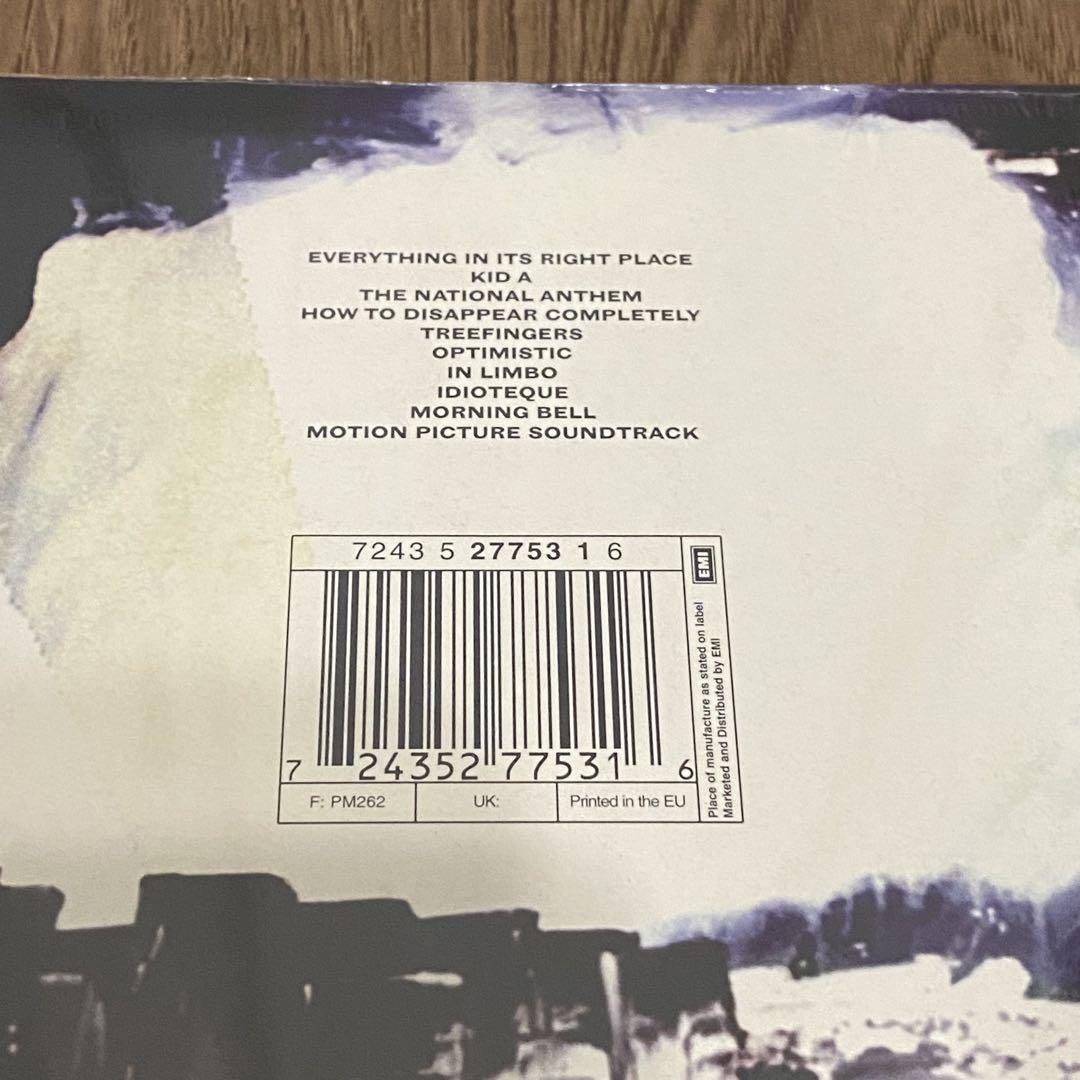 EVERYTHING IN ITS RIGHT PLACE
KID A
THE NATIONAL ANTHEM
HOW TO DISAPPEAR COMPLETELY
TREEFINGERS
OPTIMISTIC
IN LIMBO
IDIOTEQUE
MORNING BELL
MOTION PICTURE SOUNDTRACK
7243 5 27753 1 6
EMI
Place of manufacture as stated on label
Marketed and Distributed by EMI
7 24352 77531 6
F: PM262
UK:
Printed in the EU